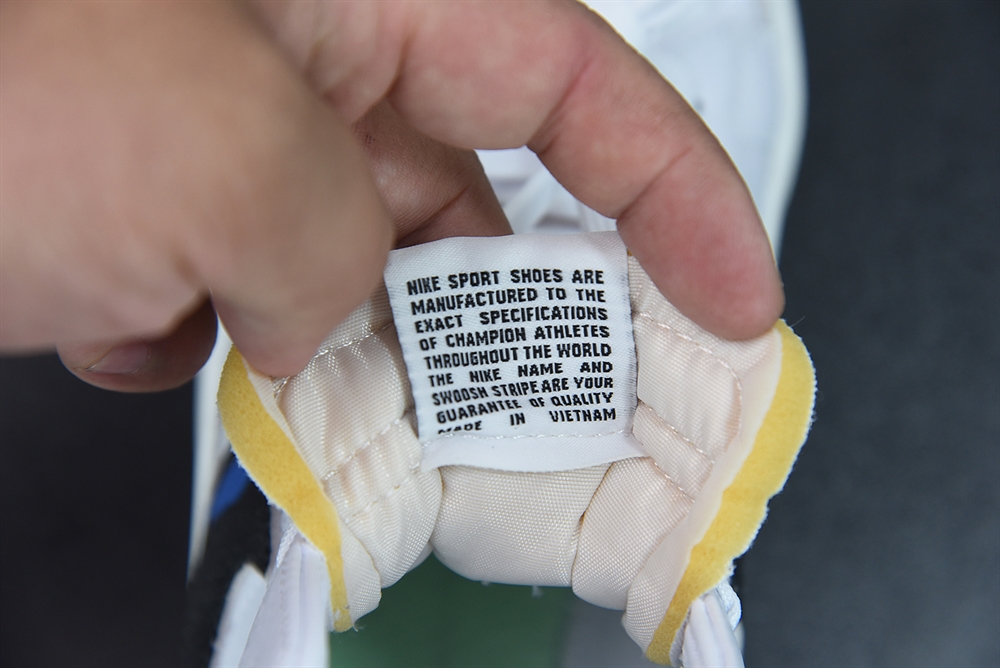 NIKE SPORT SHOES ARE
MANUFACTURED TO THE
EXACT SPECIFICATIONS
OF CHAMPION ATHLETES
THROUGHOUT THE WORLD
THE NIKE NAME AND
SWOOSH STRIPE ARE YOUR
GUARANTEE OF QUALITY
MADE IN VIETNAM